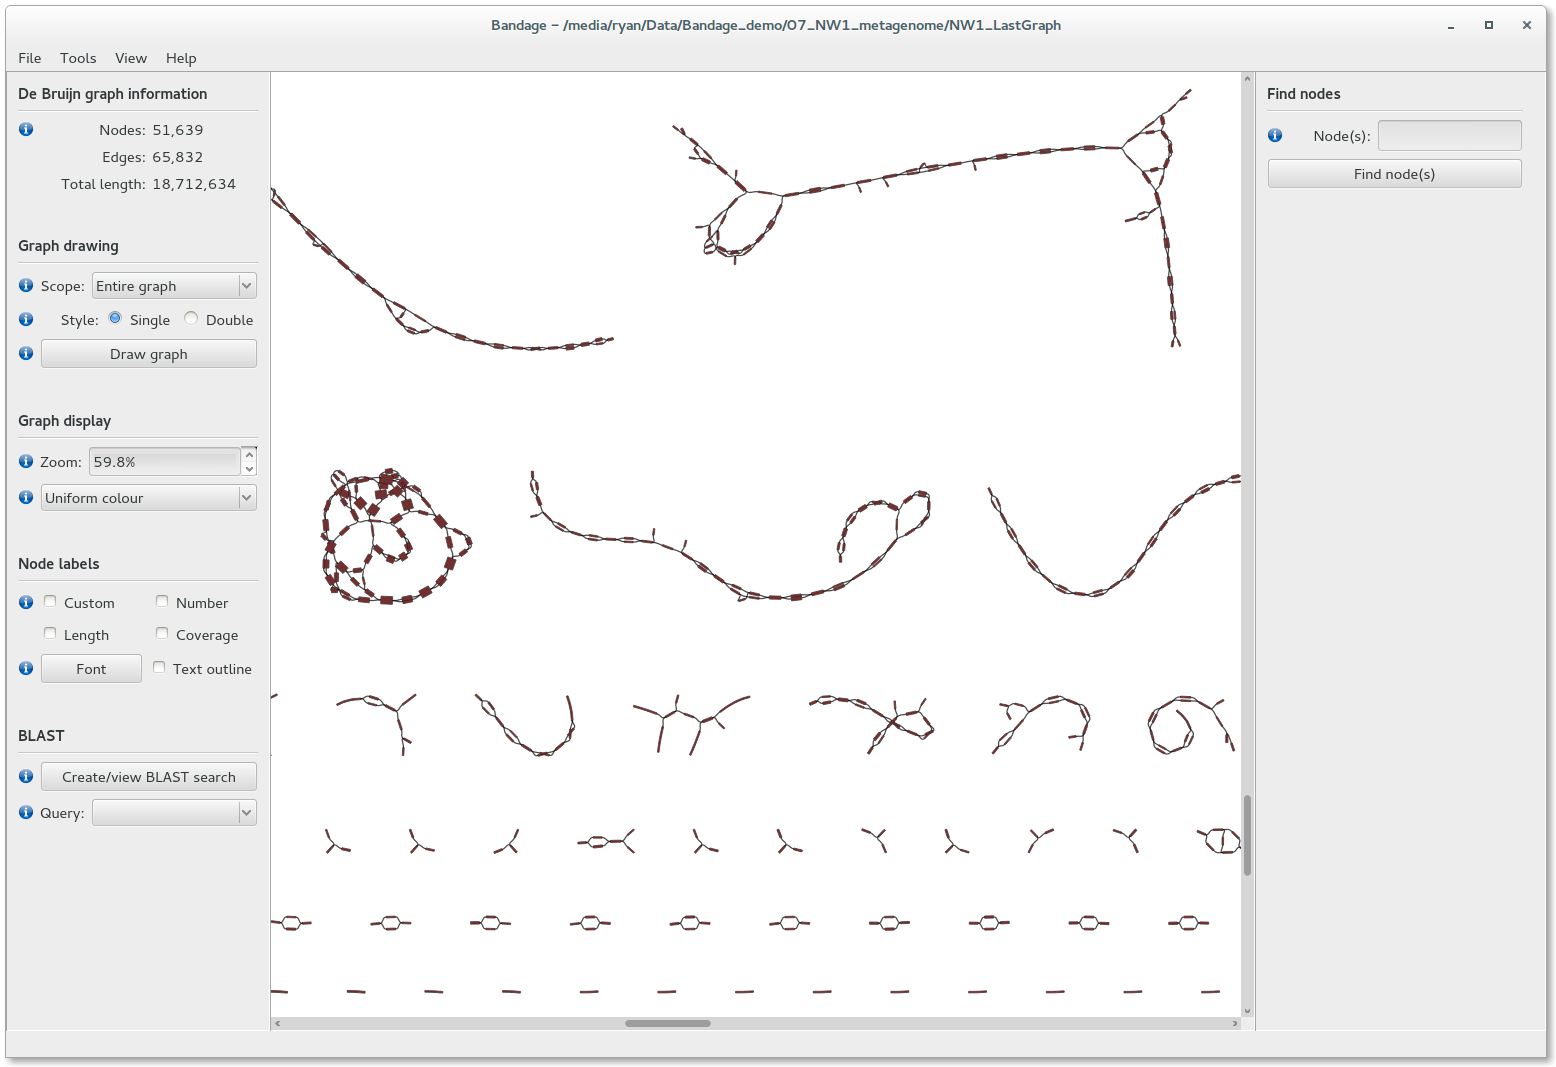 Bandage – /media/ryan/Data/Bandage_demo/07_NW1_metagenome/NW1_LastGraph
File Tools View Help
De Bruijn graph information
Nodes: 51,639
Edges: 65,832
Total length: 18,712,634
Graph drawing
Scope: Entire graph
Style: Single Double
Draw graph
Graph display
Zoom: 59.8%
Uniform colour
Node labels
Custom Number
Length Coverage
Font Text outline
BLAST
Create/view BLAST search
Query:
Find nodes
Node(s):
Find node(s)